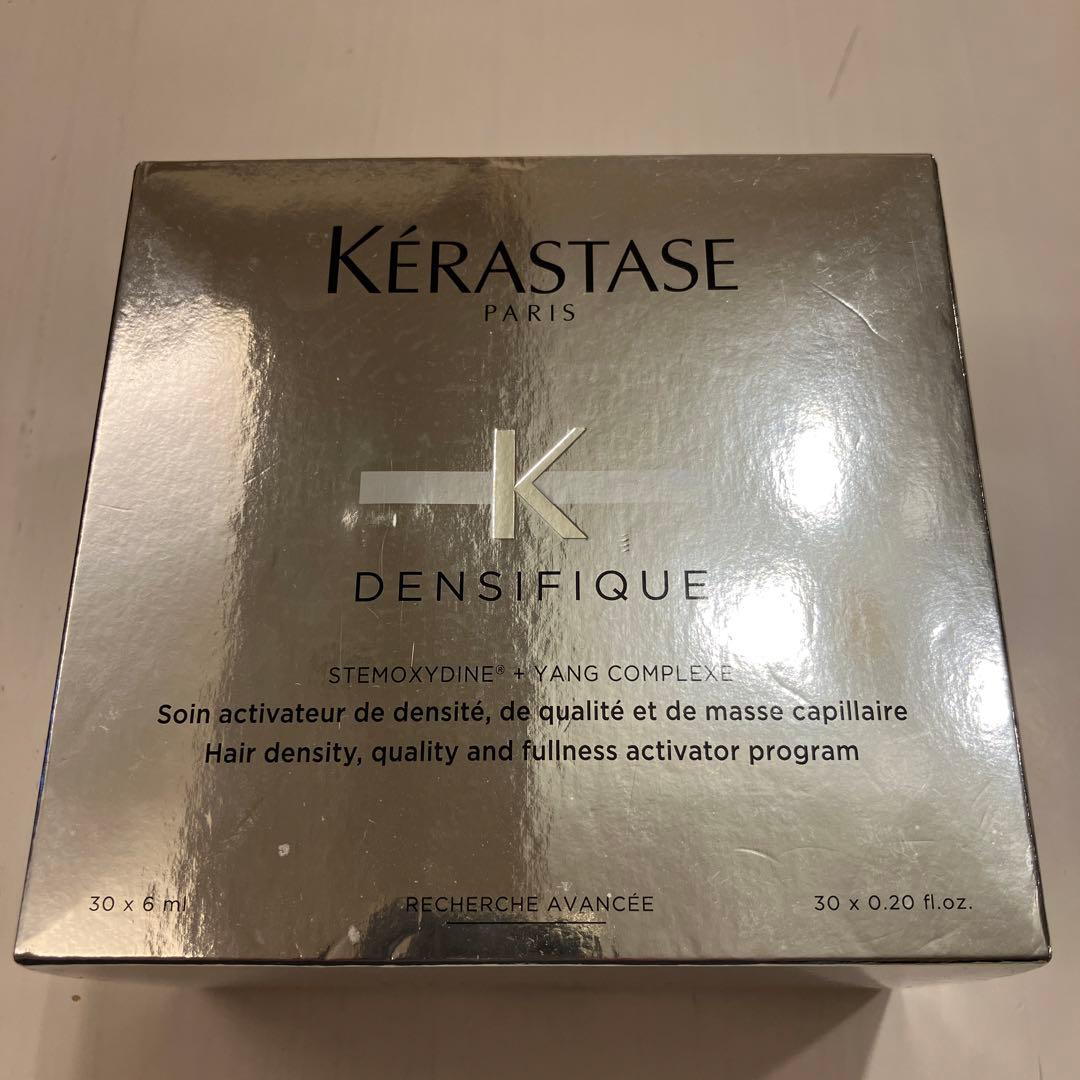 KÉRASTASE
PARIS
K
DENSIFIQUE
STEMOXYDINE® + YANG COMPLEXE
Soin activateur de densité, de qualité et de masse capillaire
Hair density, quality and fullness activator program
30 x 6 ml
RECHERCHE AVANCÉE
30 x 0.20 fl.oz.